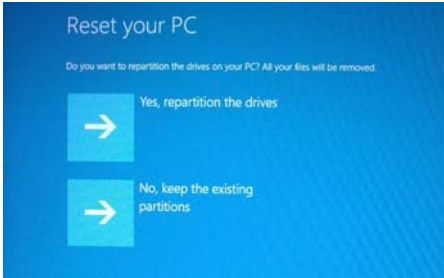 Reset your PC
Do you want to repartition the drives on your PC? All your files will be removed.
Yes, repartition the drives
No, keep the existing
partitions